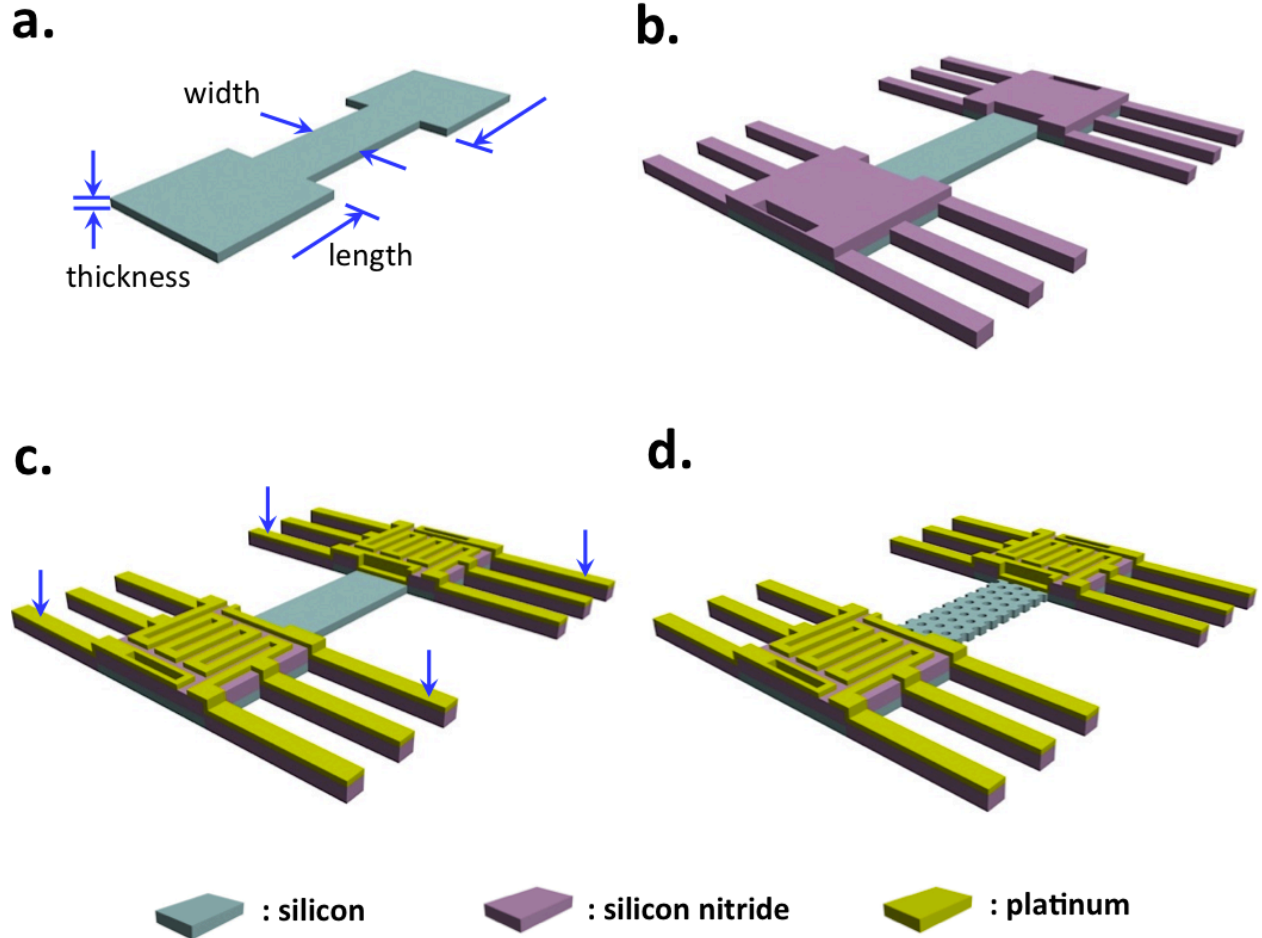 a.
b.
width
length
thickness
c.
d.
: silicon
: silicon nitride
: platinum